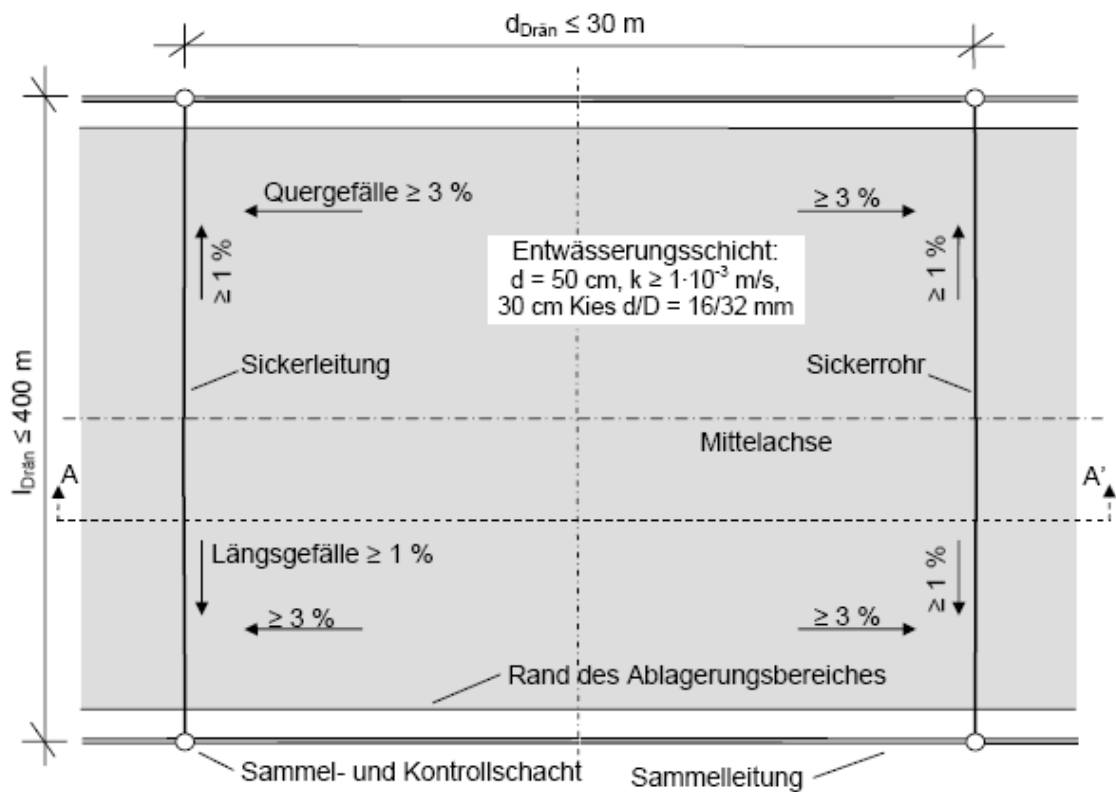 d_Drän ≤ 30 m
l_Drän ≤ 400 m
Quergefälle ≥ 3 %
≥ 3 %
≥ 1 %
≥ 1 %
Entwässerungsschicht:
d = 50 cm, k ≥ 1·10⁻³ m/s,
30 cm Kies d/D = 16/32 mm
Sickerleitung
Sickerrohr
Mittelachse
A
A'
Längsgefälle ≥ 1 %
≥ 1 %
≥ 3 %
≥ 3 %
Rand des Ablagerungsbereiches
Sammel- und Kontrollschacht
Sammelleitung